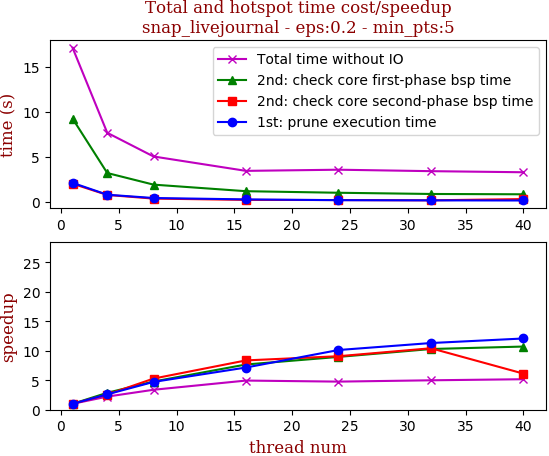 Total and hotspot time cost/speedup
snap_livejournal - eps:0.2 - min_pts:5
time (s)
15
10
5
0
Total time without IO
2nd: check core first-phase bsp time
2nd: check core second-phase bsp time
1st: prune execution time
0 5 10 15 20 25 30 35 40
speedup
25
20
15
10
5
0
0 5 10 15 20 25 30 35 40
thread num